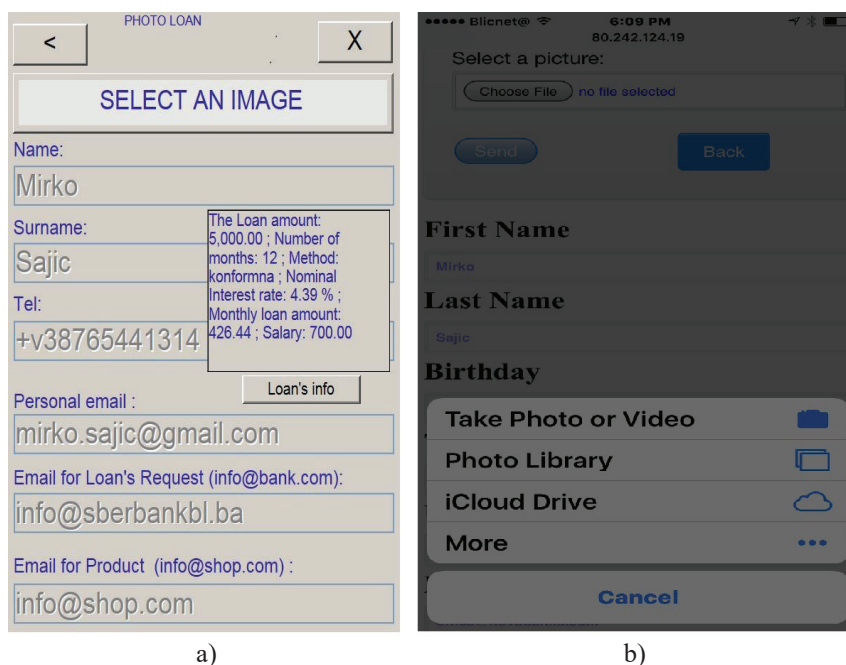 PHOTO LOAN
<
X
SELECT AN IMAGE
Name:
Mirko
Surname:
Sajic
The Loan amount:
5,000.00 ; Number of
months: 12 ; Method:
konformna ; Nominal
Interest rate: 4.39 % ;
Monthly loan amount:
426.44 ; Salary: 700.00
Tel:
+v38765441314
Loan's info
Personal email :
mirko.sajic@gmail.com
Email for Loan's Request (info@bank.com):
info@sberbankbl.ba
Email for Product (info@shop.com) :
info@shop.com
a)
Blicnet@ 6:09 PM
80.242.124.19
Select a picture:
Choose File no file selected
Send Back
First Name
Mirko
Last Name
Sajic
Birthday
Take Photo or Video
Photo Library
iCloud Drive
More
Cancel
b)